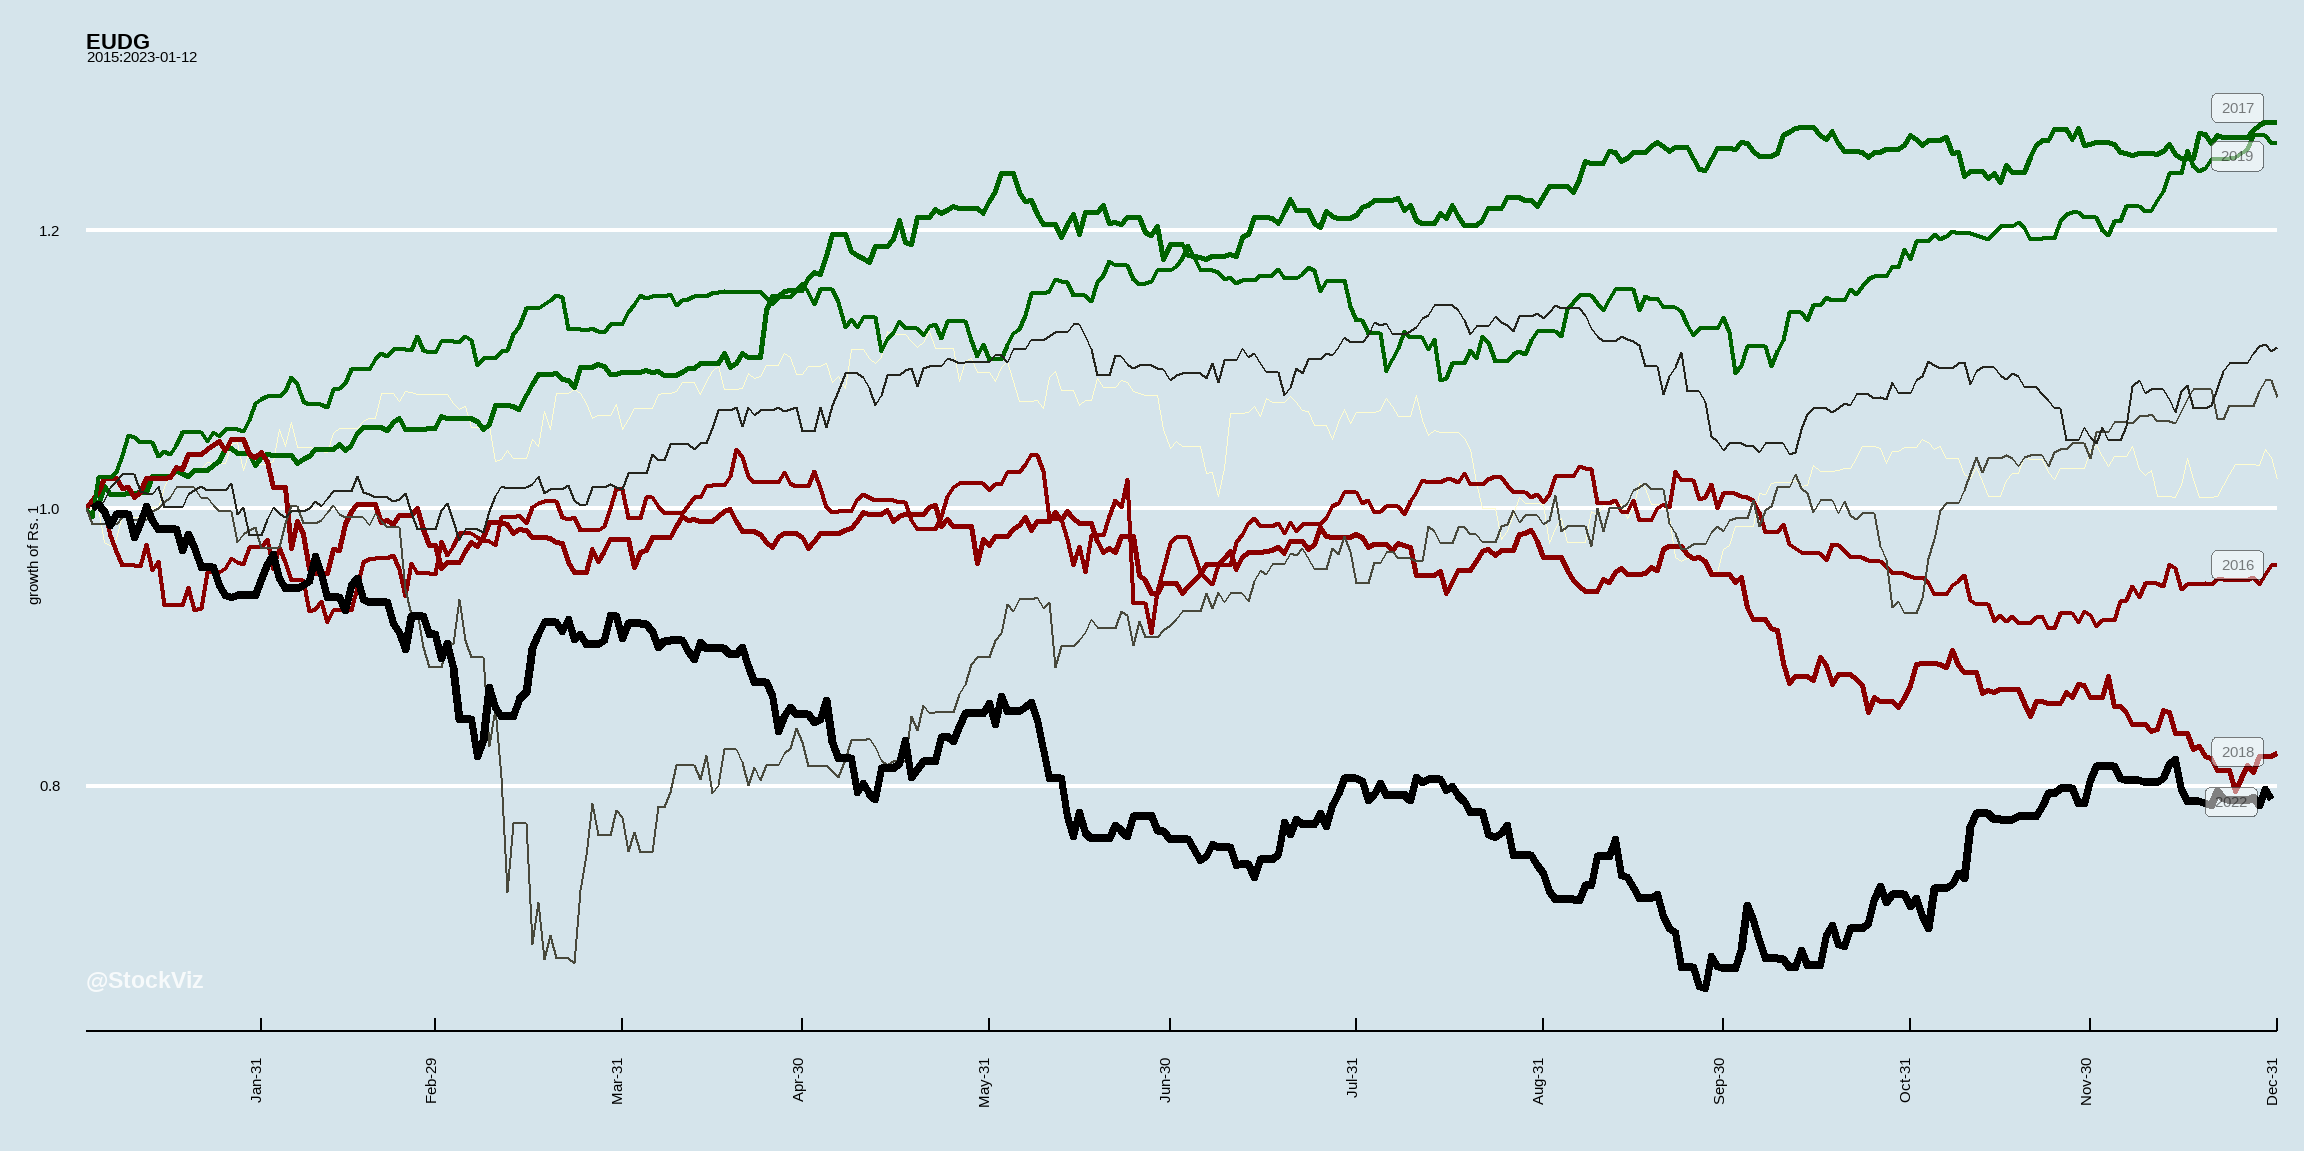 EUDG
2015:2023-01-12
2017
2019
1.2
1.0
growth of Rs. 1
2016
2018
0.8
2022
@StockViz
Jan-31
Feb-29
Mar-31
Apr-30
May-31
Jun-30
Jul-31
Aug-31
Sep-30
Oct-31
Nov-30
Dec-31